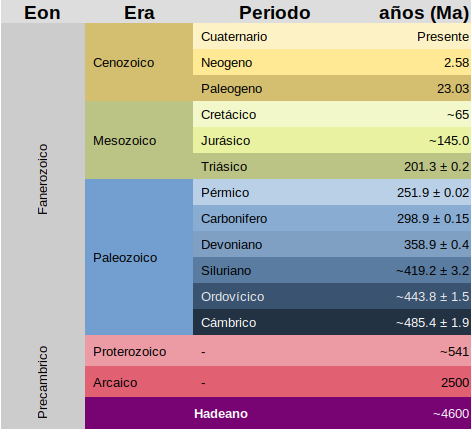 Eon Era Periodo años (Ma)
Fanerozoico
Cenozoico
Cuaternario Presente
Neogeno 2.58
Paleogeno 23.03
Mesozoico
Cretácico ~65
Jurásico ~145.0
Triásico 201.3 ± 0.2
Paleozoico
Pérmico 251.9 ± 0.02
Carbonifero 298.9 ± 0.15
Devoniano 358.9 ± 0.4
Siluriano ~419.2 ± 3.2
Ordovícico ~443.8 ± 1.5
Cámbrico ~485.4 ± 1.9
Precambrico
Proterozoico - ~541
Arcaico - 2500
Hadeano ~4600